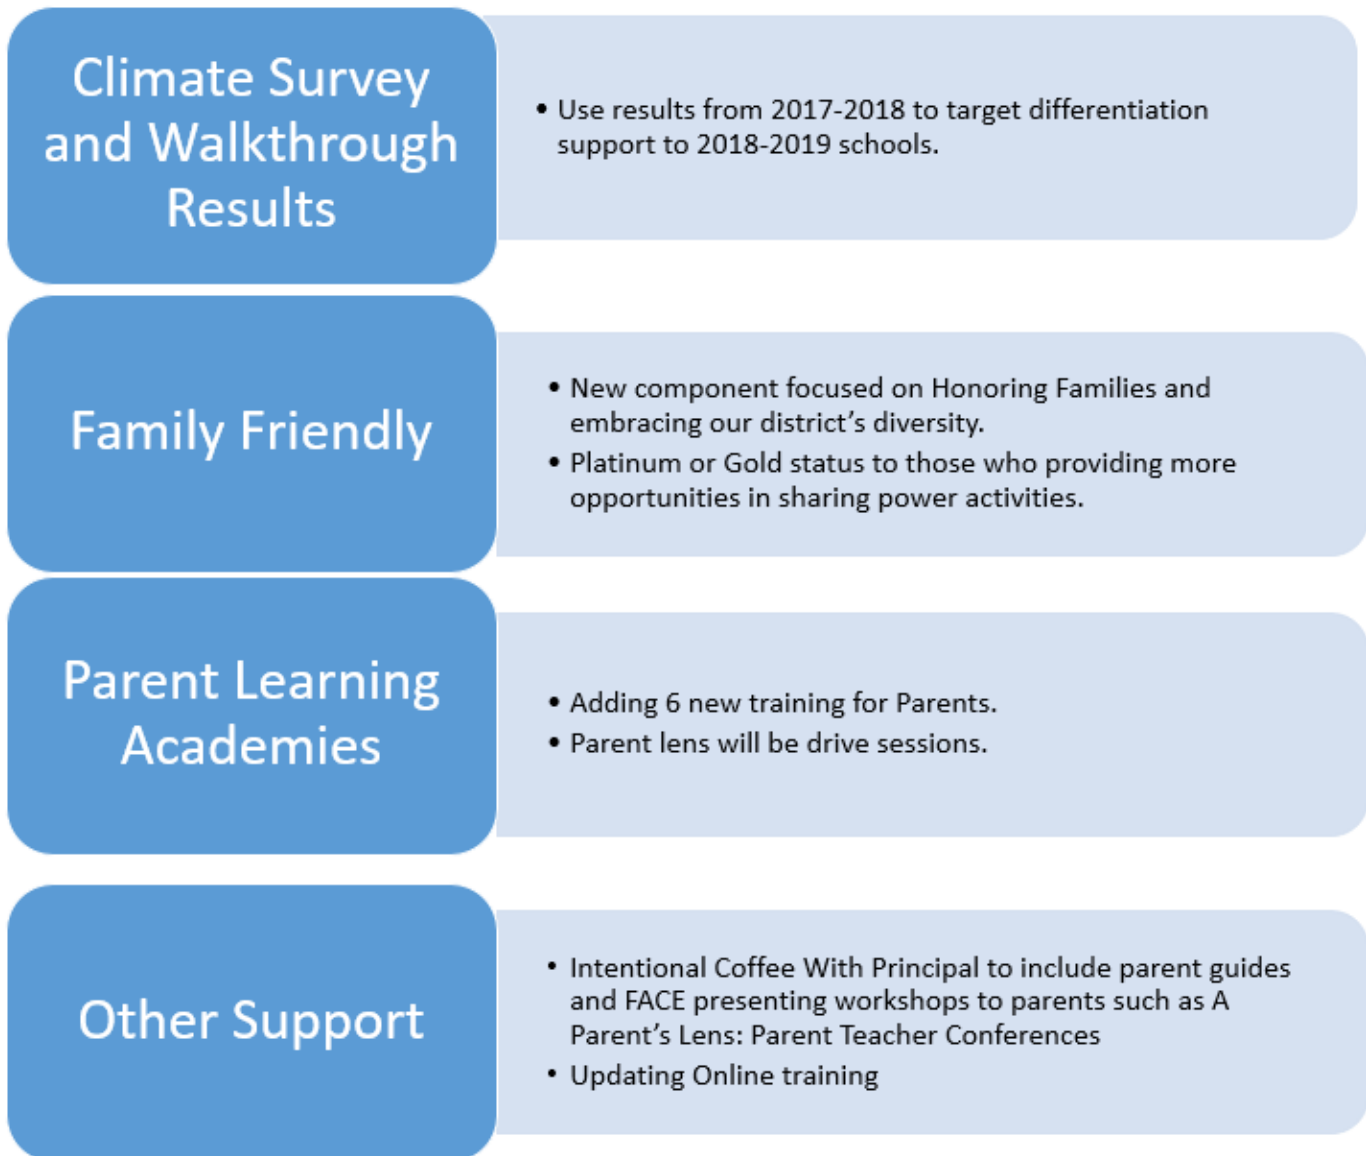 Climate Survey
and Walkthrough
Results
• Use results from 2017-2018 to target differentiation
support to 2018-2019 schools.
Family Friendly
• New component focused on Honoring Families and
embracing our district’s diversity.
• Platinum or Gold status to those who providing more
opportunities in sharing power activities.
Parent Learning
Academies
• Adding 6 new training for Parents.
• Parent lens will be drive sessions.
Other Support
• Intentional Coffee With Principal to include parent guides
and FACE presenting workshops to parents such as A
Parent’s Lens: Parent Teacher Conferences
• Updating Online training